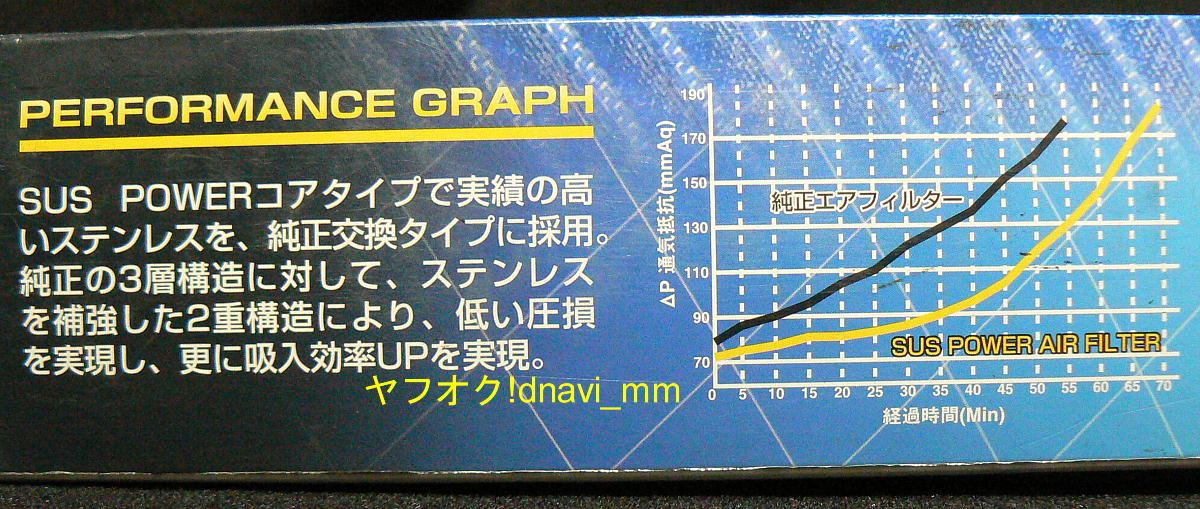 PERFORMANCE GRAPH
SUS POWERコアタイプで実績の高
いステンレスを、純正交換タイプに採用。
純正の3層構造に対して、ステンレス
を補強した2重構造により、低い圧損
を実現し、更に吸入効率UPを実現。
ヤフオク!dnavi_mm
ΔP 通気抵抗(mmAq)
190
170
150
130
110
90
70
純正エアフィルター
SUS POWER AIR FILTER
0 5 10 15 20 25 30 35 40 45 50 55 60 65 70
経過時間(Min)